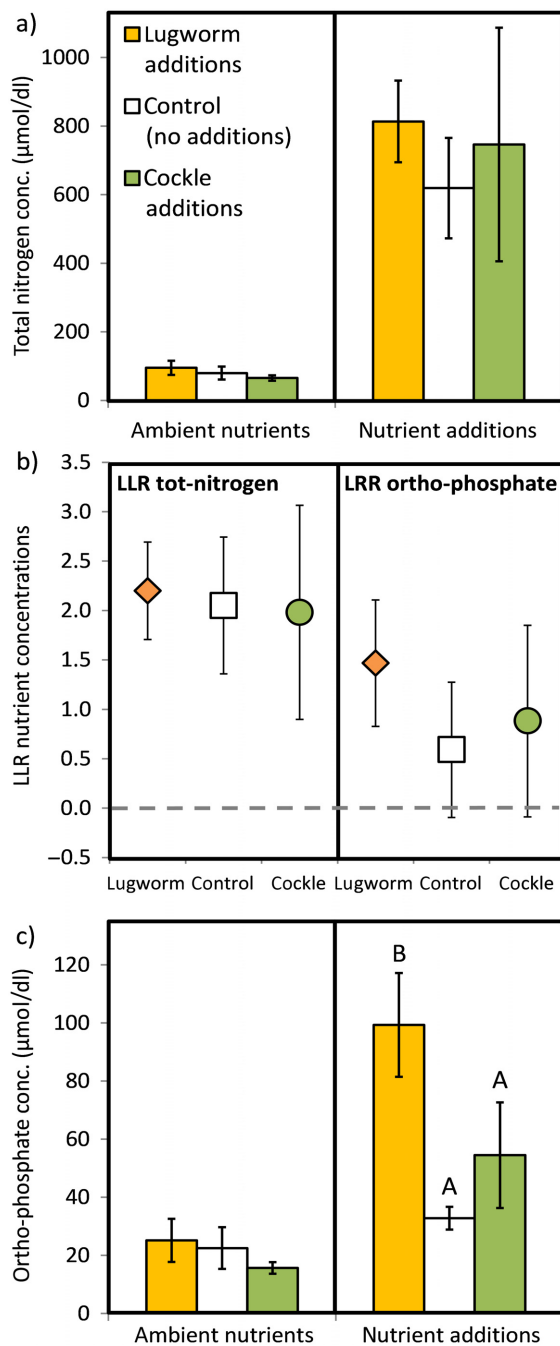 a)
Total nitrogen conc. (µmol/dl)
1000
800
600
400
200
0
Lugworm
additions
Control
(no additions)
Cockle
additions
Ambient nutrients
Nutrient additions
b)
LLR nutrient concentrations
3.5
3.0
2.5
2.0
1.5
1.0
0.5
0.0
–0.5
LLR tot-nitrogen
LRR ortho-phosphate
Lugworm Control Cockle Lugworm Control Cockle
c)
Ortho-phosphate conc. (µmol/dl)
120
100
80
60
40
20
0
B
A
A
Ambient nutrients
Nutrient additions